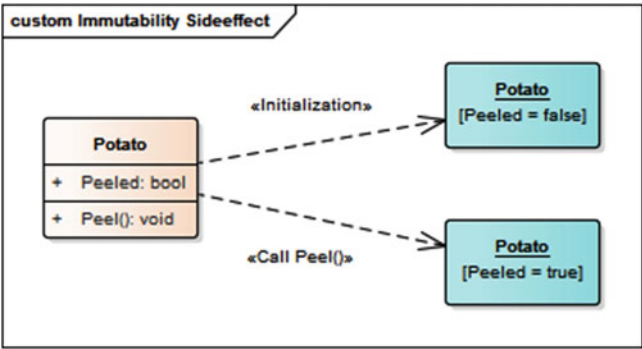 custom Immutability Sideeffect
Potato
+ Peeled: bool
+ Peel(): void
«Initialization»
Potato
[Peeled = false]
«Call Peel()»
Potato
[Peeled = true]